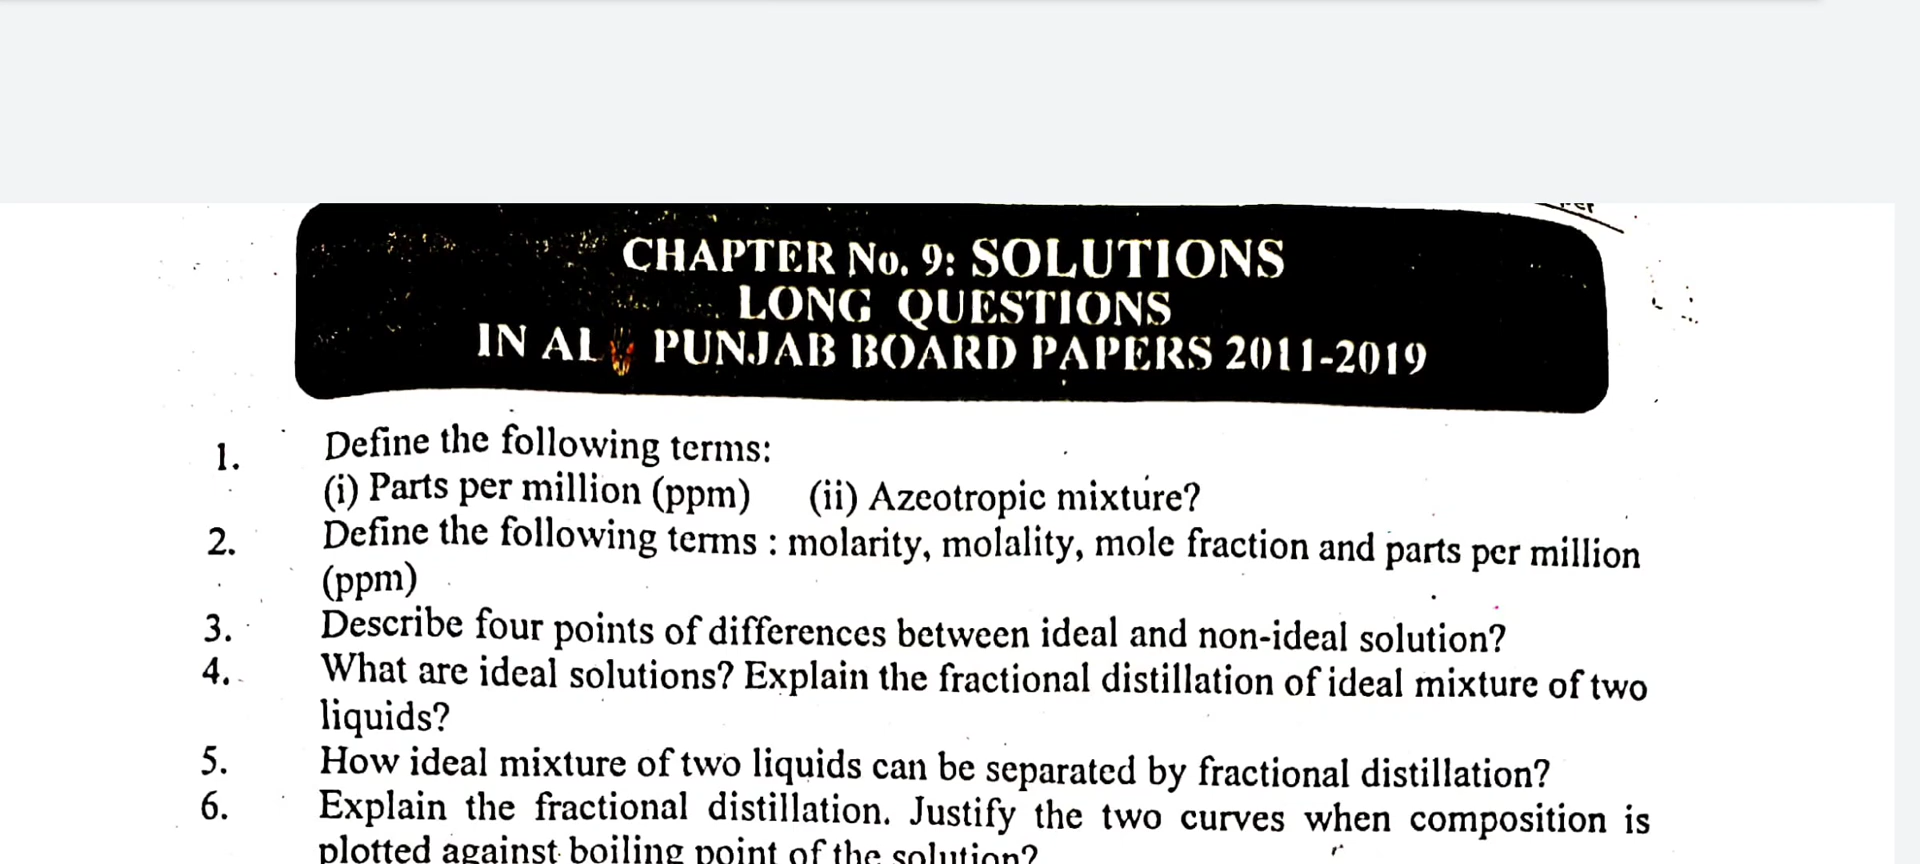 CHAPTER No. 9: SOLUTIONS
LONG QUESTIONS
IN AL PUNJAB BOARD PAPERS 2011-2019
1. Define the following terms:
(i) Parts per million (ppm) (ii) Azeotropic mixture?
2. Define the following terms : molarity, molality, mole fraction and parts per million
(ppm)
3. Describe four points of differences between ideal and non-ideal solution?
4. What are ideal solutions? Explain the fractional distillation of ideal mixture of two
liquids?
5. How ideal mixture of two liquids can be separated by fractional distillation?
6. Explain the fractional distillation. Justify the two curves when composition is
plotted against boiling point of the solution?